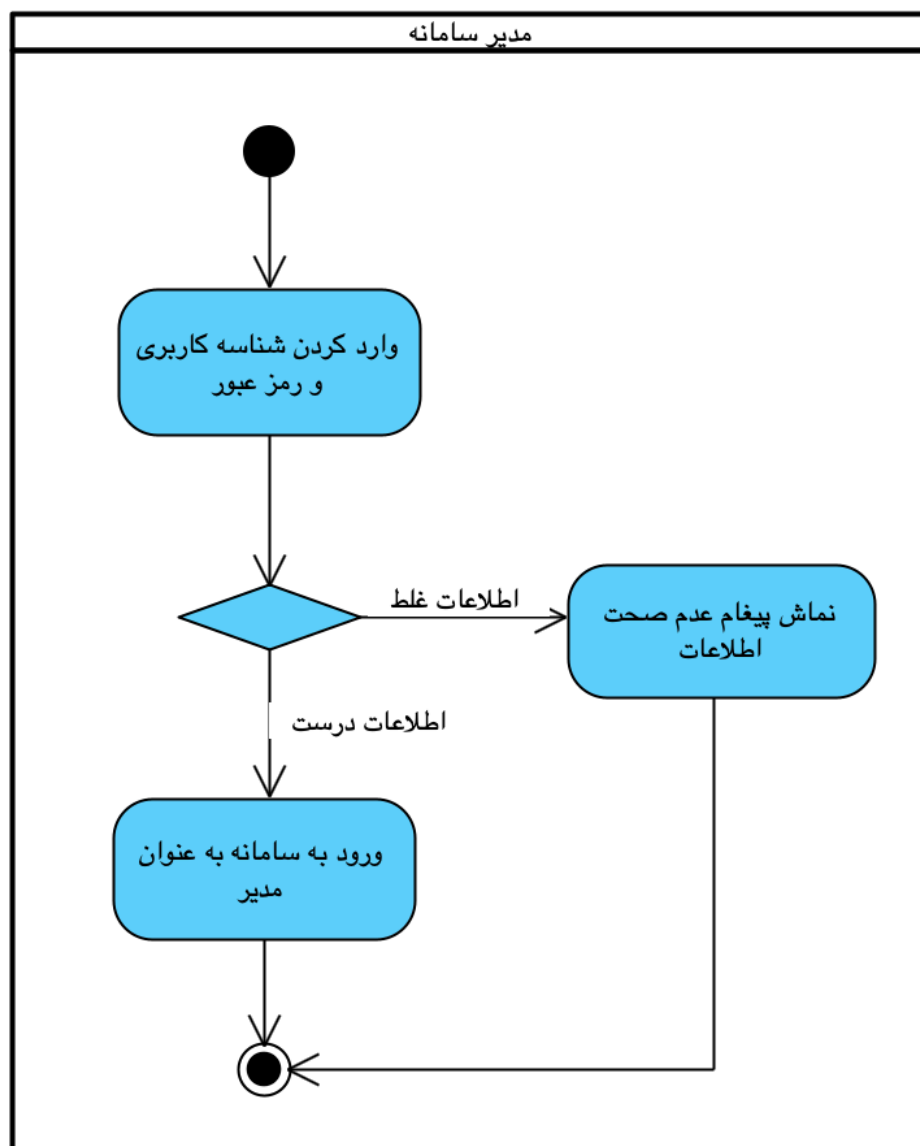 مدیر سامانه
وارد کردن شناسه کاربری
و رمز عبور
اطلاعات غلط
نماش پیغام عدم صحت
اطلاعات
اطلاعات درست
ورود به سامانه به عنوان
مدیر